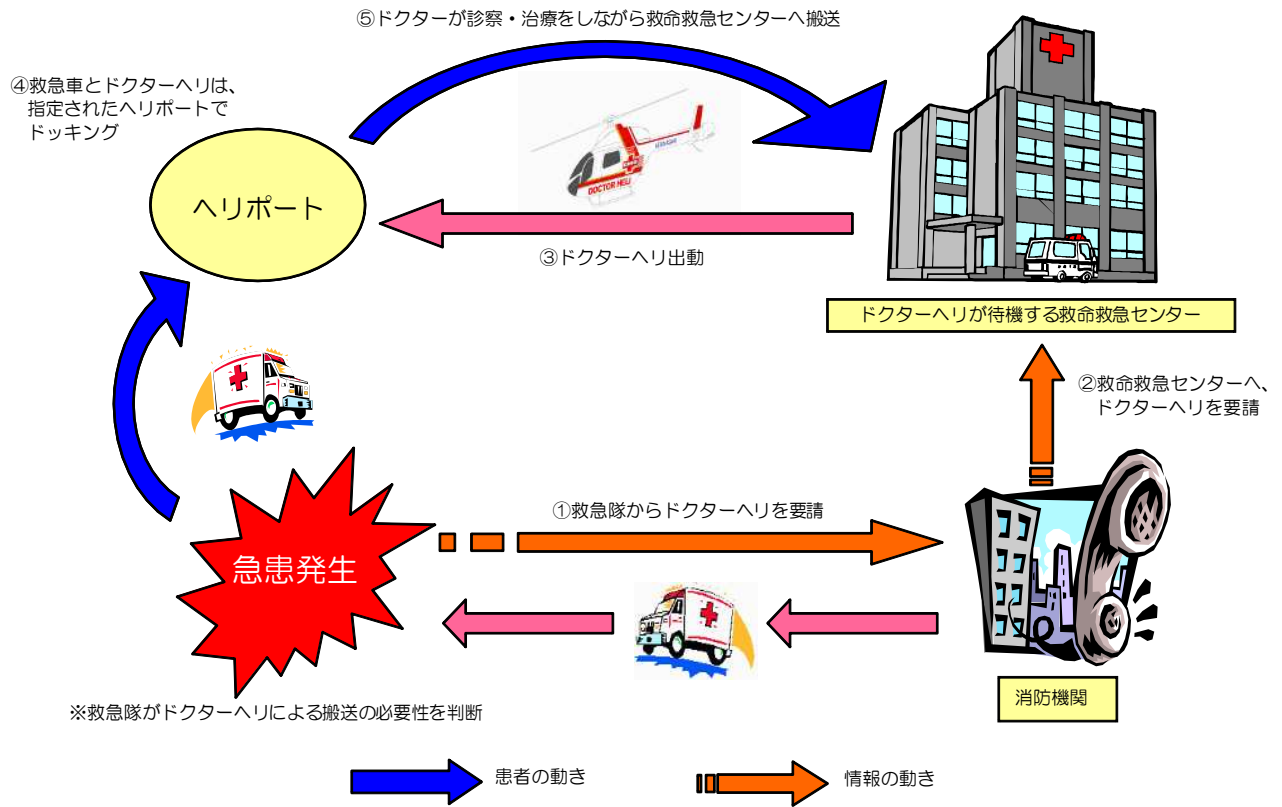 ⑤ドクターが診察・治療をしながら救命救急センターへ搬送
④救急車とドクターヘリは、
指定されたヘリポートで
ドッキング
ヘリポート
DOCTOR HELI
③ドクターヘリ出動
ドクターヘリが待機する救命救急センター
②救命救急センターへ、
ドクターヘリを要請
①救急隊からドクターヘリを要請
急患発生
消防機関
※救急隊がドクターヘリによる搬送の必要性を判断
患者の動き
情報の動き